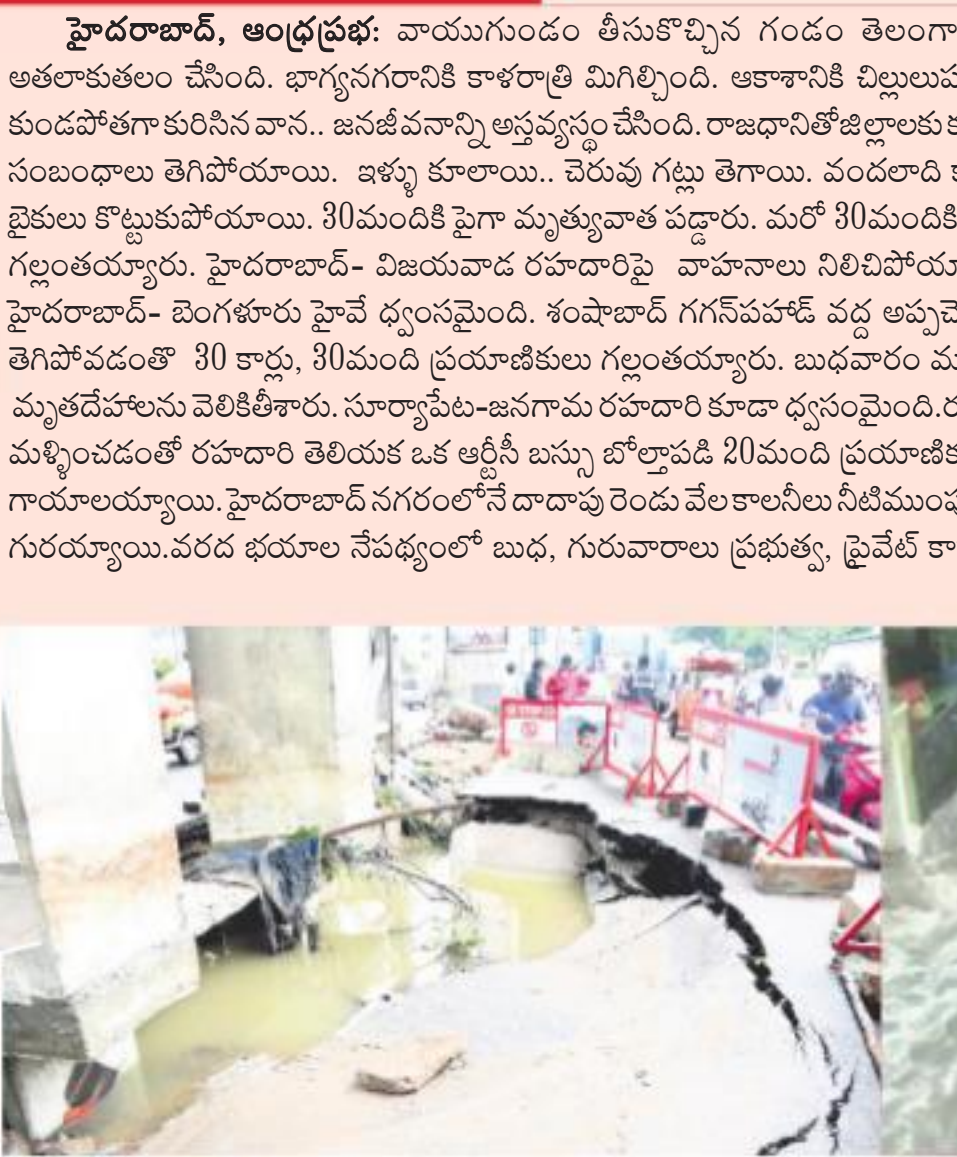 హైదరాబాద్, ఆంధ్రప్రభ: వాయుగుండం తీసుకొచ్చిన గండం తెలంగా
అతలాకుతలం చేసింది. భాగ్యనగరానికి కాళరాత్రి మిగిల్చింది. ఆకాశానికి చిల్లులుప
కుండపోతగా కురిసిన వాన.. జనజీవనాన్ని అస్తవ్యస్థం చేసింది. రాజధానితోజిల్లాలకు
సంబంధాలు తెగిపోయాయి. ఇళ్ళు కూలాయి.. చెరువు గట్లు తెగాయి. వందలాది
బైకులు కొట్టుకుపోయాయి. 30మందికి పైగా మృత్యువాత పడ్డారు. మరో 30మందికి
గల్లంతయ్యారు. హైదరాబాద్- విజయవాడ రహదారిపై వాహనాలు నిలిచిపోయా
హైదరాబాద్- బెంగళూరు హైవే ధ్వంసమైంది. శంషాబాద్ గగన్‌పహాడ్ వద్ద అప్పచె
తెగిపోవడంతొ 30 కార్లు, 30మంది ప్రయాణికులు గల్లంతయ్యారు. బుధవారం మ
మృతదేహాలను వెలికితీశారు. సూర్యాపేట-జనగామ రహదారి కూడా ధ్వసంమైంది.ర
మళ్ళించడంతో రహదారి తెలియక ఒక ఆర్టీసీ బస్సు బోల్తాపడి 20మంది ప్రయాణిక
గాయాలయ్యాయి. హైదరాబాద్ నగరంలోనే దాదాపు రెండు వేల కాలనీలు నీటిముంపు
గురయ్యాయి.వరద భయాల నేపథ్యంలో బుధ, గురువారాలు ప్రభుత్వ, ప్రైవేట్ కా